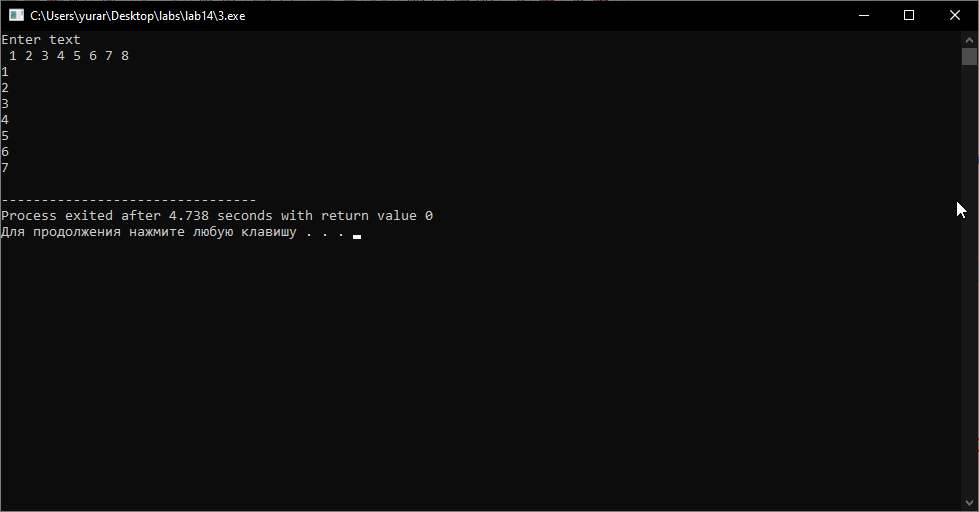 C:\Users\yurar\Desktop\labs\lab14\3.exe
Enter text
 1 2 3 4 5 6 7 8
1
2
3
4
5
6
7
--------------------------------
Process exited after 4.738 seconds with return value 0
Для продолжения нажмите любую клавишу . . .